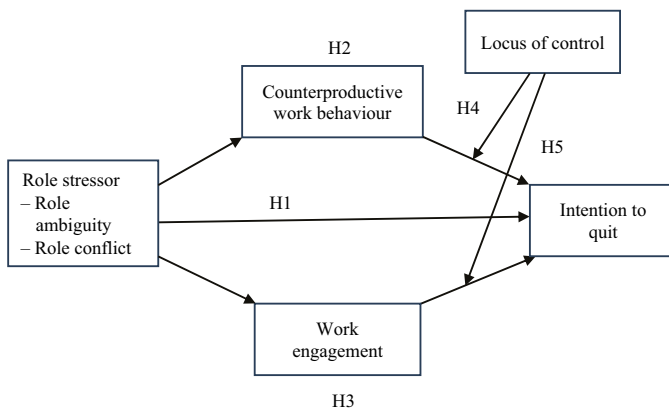 H2
Locus of control
Counterproductive
work behaviour
H4
H5
Role stressor
– Role
ambiguity
– Role conflict
H1
Intention to
quit
Work
engagement
H3